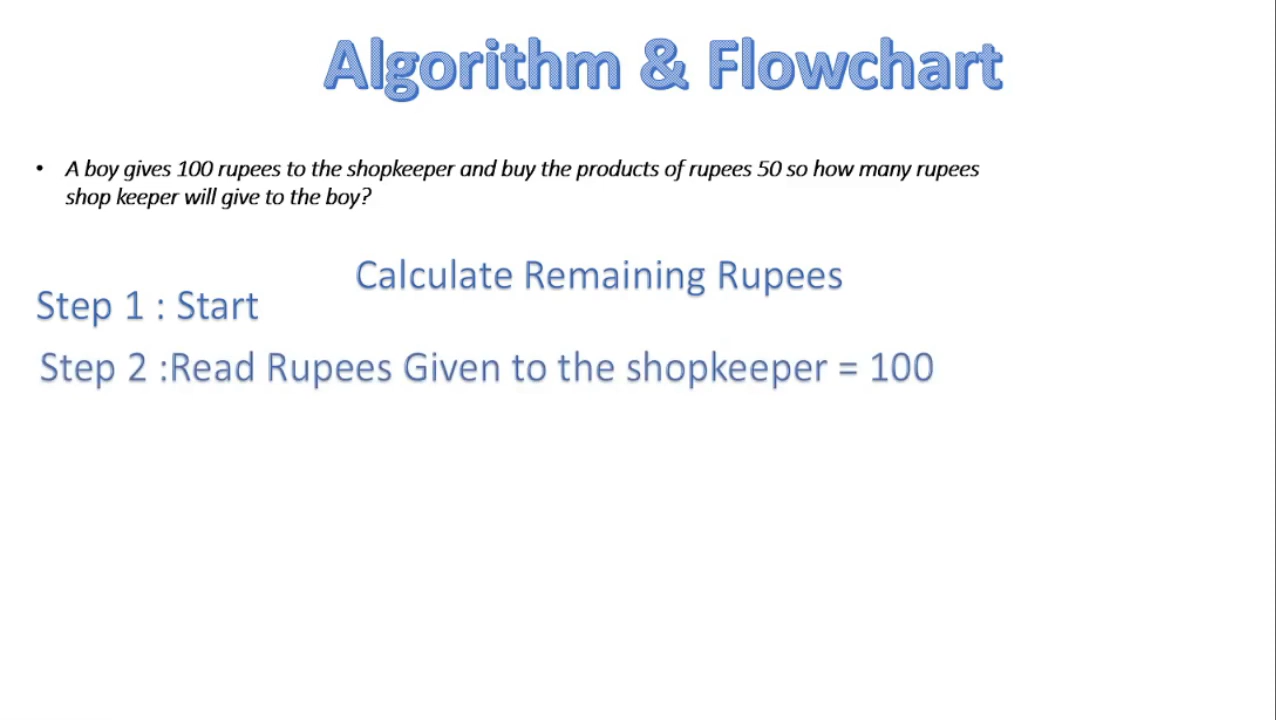 Algorithm & Flowchart
• A boy gives 100 rupees to the shopkeeper and buy the products of rupees 50 so how many rupees
shop keeper will give to the boy?
Calculate Remaining Rupees
Step 1 : Start
Step 2 :Read Rupees Given to the shopkeeper = 100